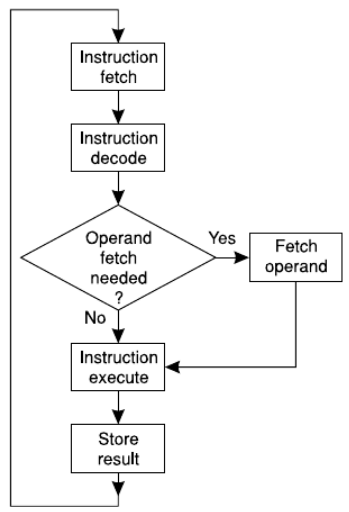 Instruction
fetch
Instruction
decode
Operand
fetch
needed
?
Yes
Fetch
operand
No
Instruction
execute
Store
result